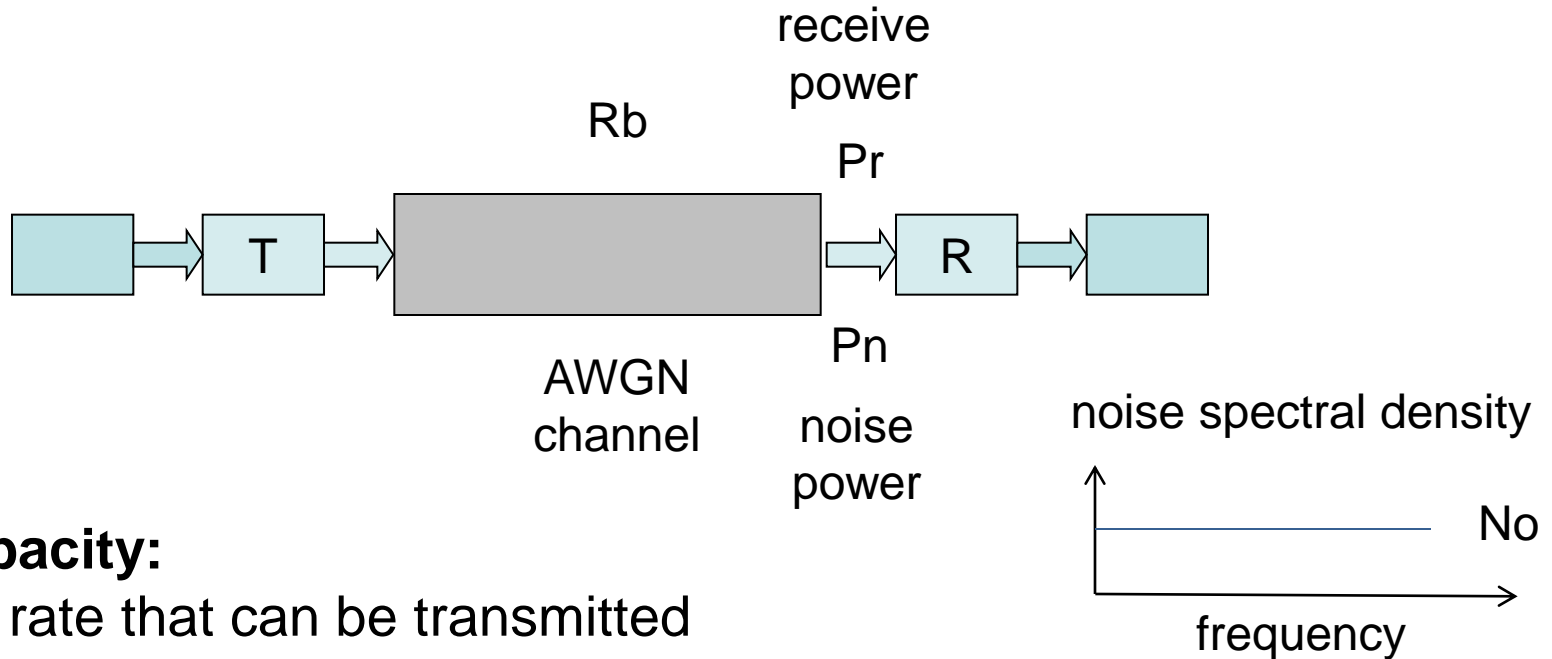 receive
power
Rb
Pr
T
R
Pn
AWGN
channel
noise
power
noise spectral density
No
frequency
pacity:
rate that can be transmitted